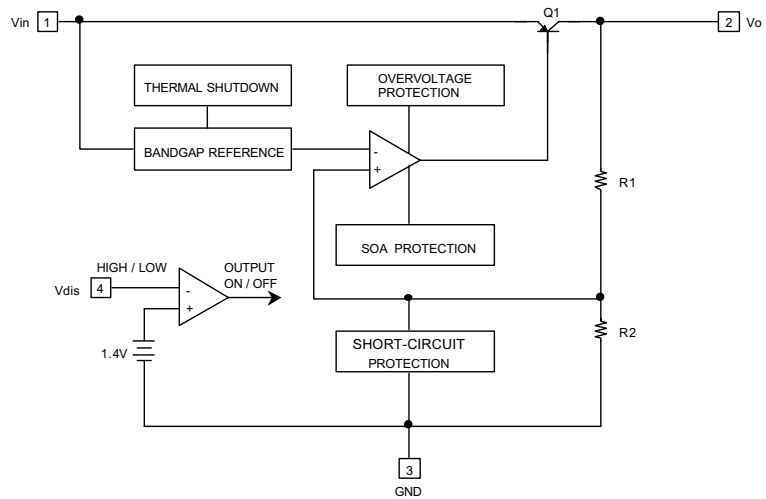 Q1
Vin 1
2 Vo
THERMAL SHUTDOWN
OVERVOLTAGE
PROTECTION
BANDGAP REFERENCE
-
+
R1
SOA PROTECTION
HIGH / LOW
OUTPUT
ON / OFF
Vdis 4
-
+
1.4V
SHORT-CIRCUIT
PROTECTION
R2
3
GND